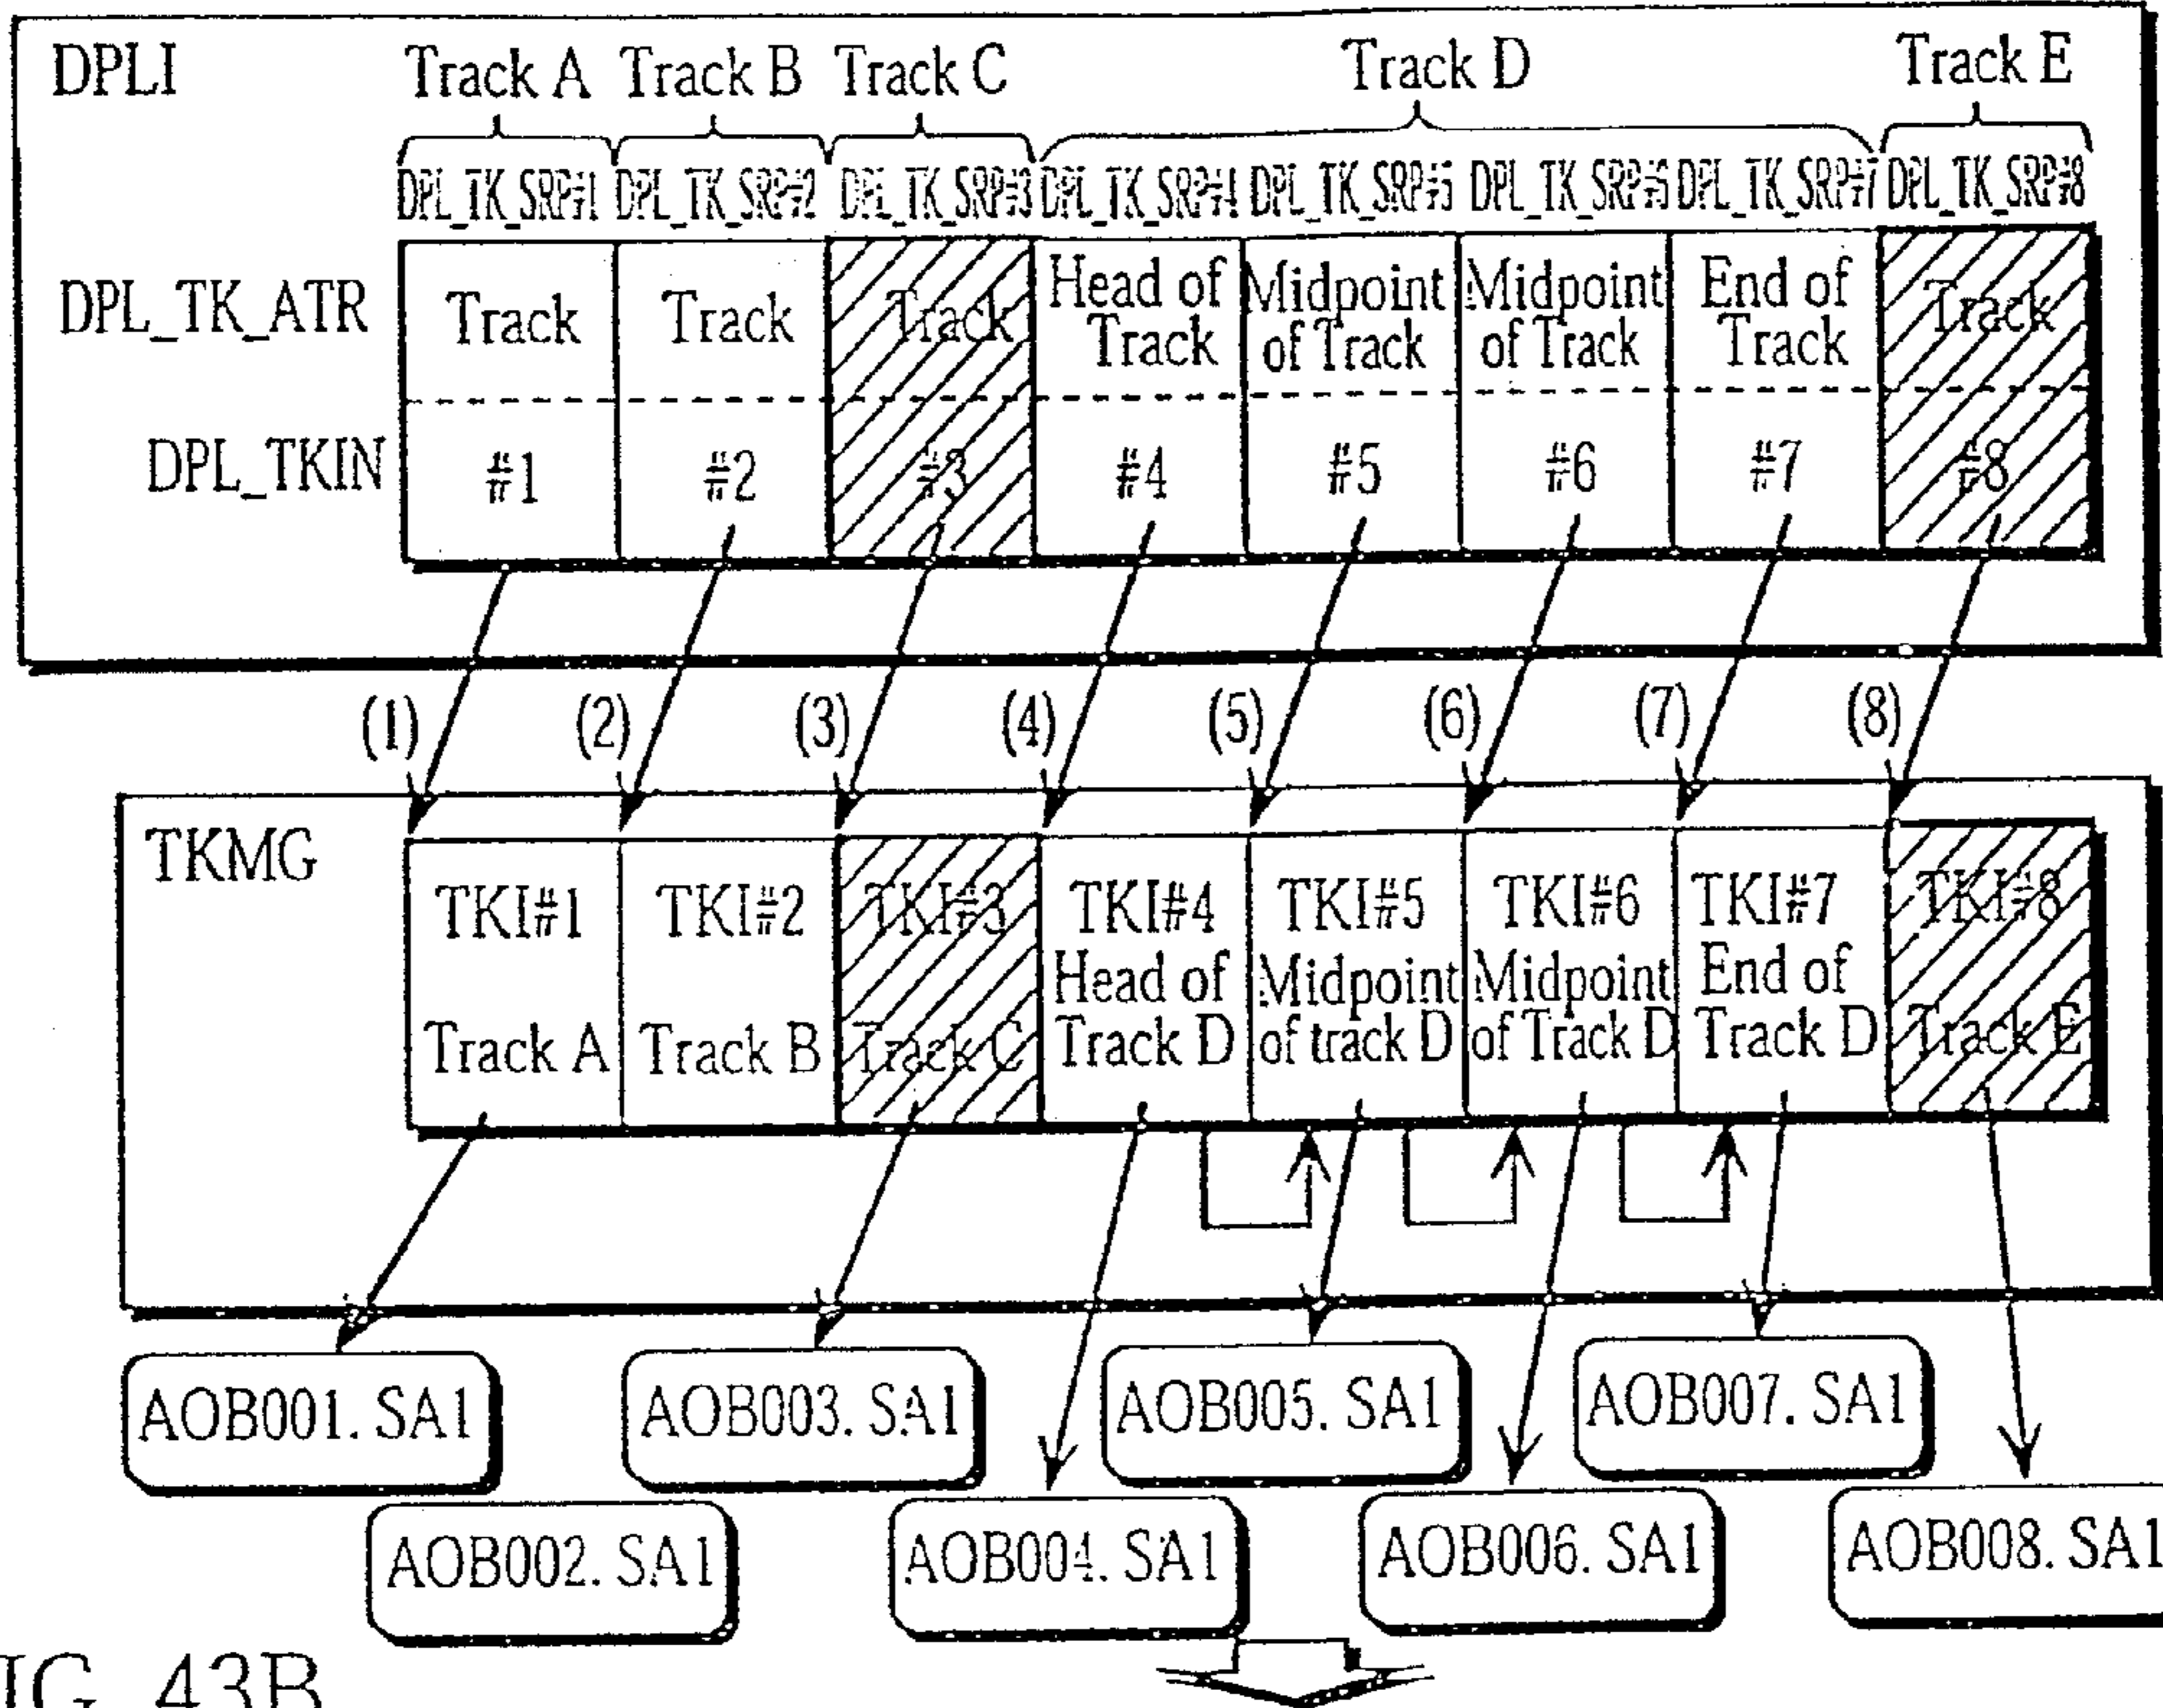 DPLI
Track A Track B Track C Track D Track E
DPL_TK_SRP#1 DPL_TK_SRP#2 DPL_TK_SRP#3 DPL_TK_SRP#4 DPL_TK_SRP#5 DPL_TK_SRP#6 DPL_TK_SRP#7 DPL_TK_SRP#8
DPL_TK_ATR
Track
Track
Track
Head of
Track
Midpoint
of Track
Midpoint
of Track
End of
Track
Track
DPL_TKIN
#1 #2 #3 #4 #5 #6 #7 #8
(1) (2) (3) (4) (5) (6) (7) (8)
TKMG
TKI#1
Track A
TKI#2
Track B
TKI#3
Track C
TKI#4
Head of
Track D
TKI#5
Midpoint
of track D
TKI#6
Midpoint
of Track D
TKI#7
End of
Track D
TKI#8
Track E
AOB001. SA1 AOB003. SA1 AOB005. SA1 AOB007. SA1
AOB002. SA1 AOB004. SA1 AOB006. SA1 AOB008. SA1
IG. 43B